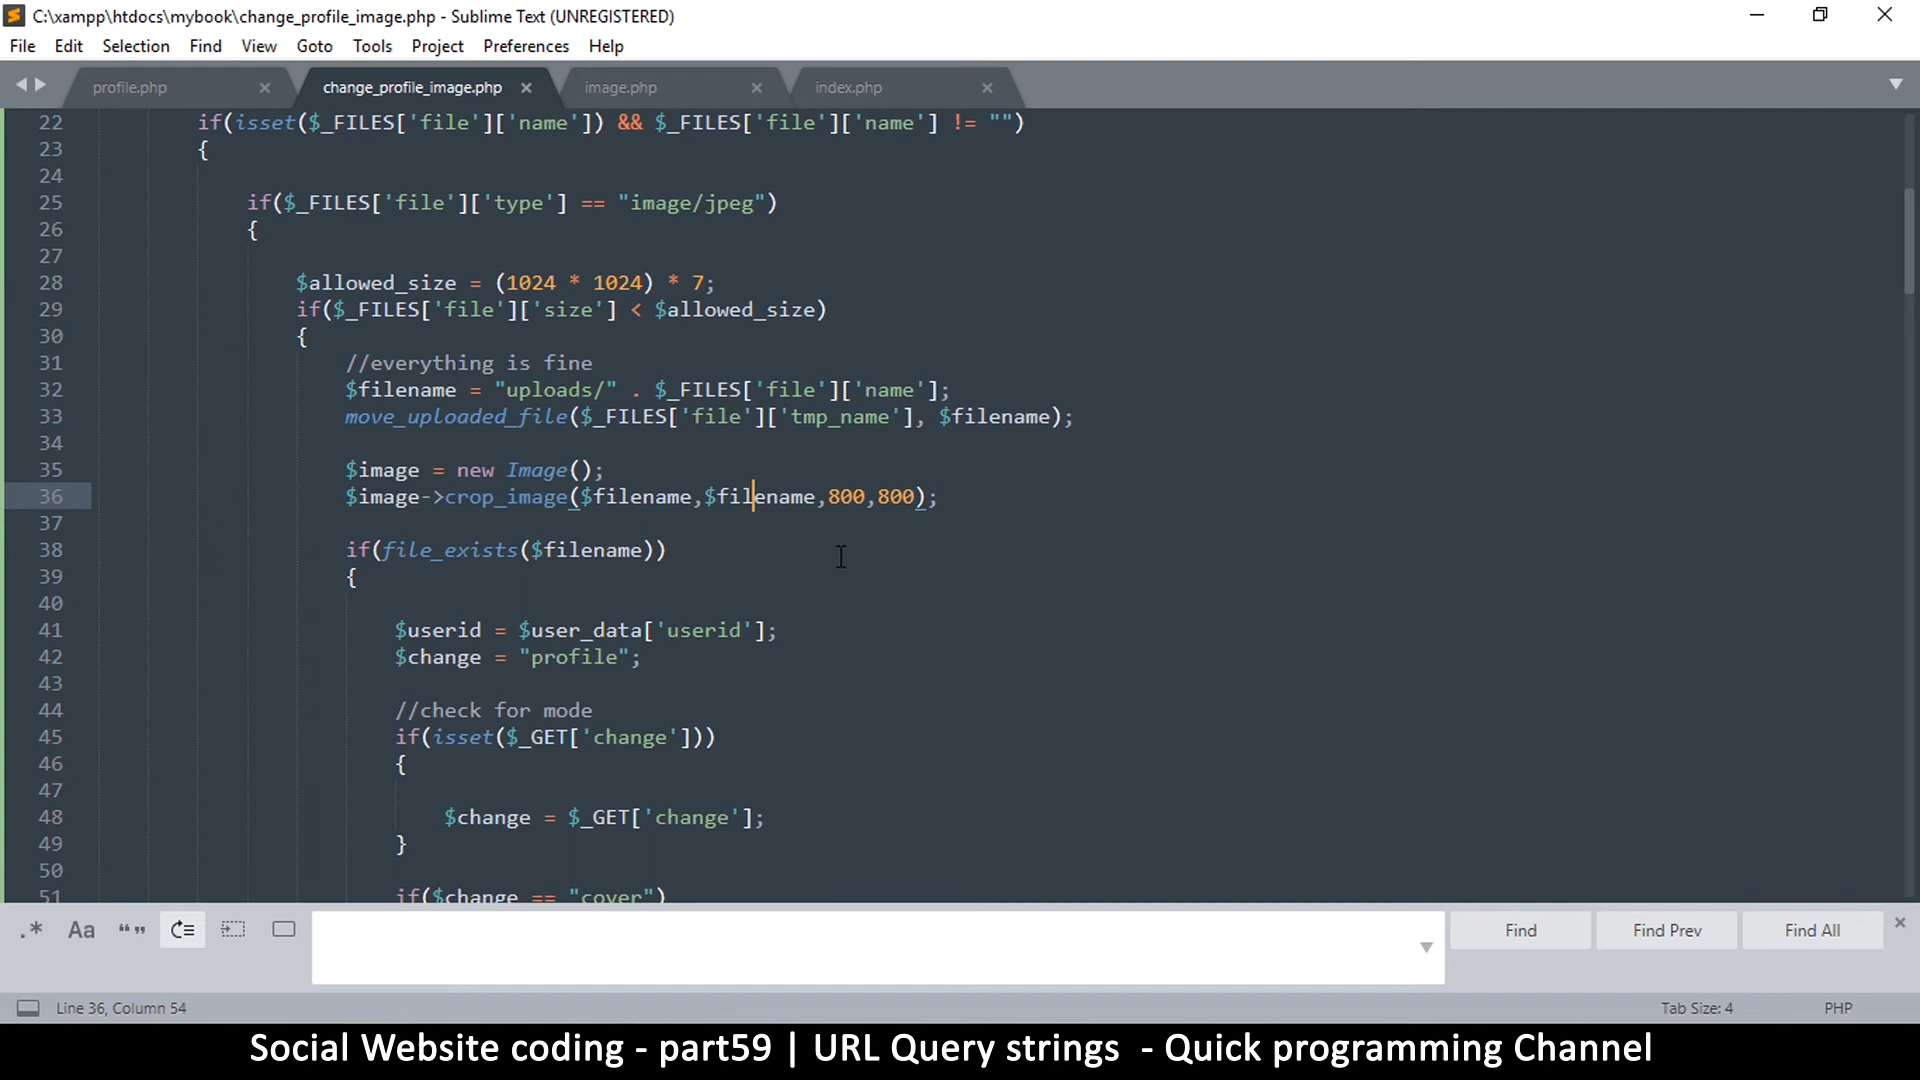 C:\xampp\htdocs\mybook\change_profile_image.php - Sublime Text (UNREGISTERED)
File Edit Selection Find View Goto Tools Project Preferences Help
profile.php change_profile_image.php image.php index.php
22 if(isset($_FILES['file']['name']) && $_FILES['file']['name'] != "")
23 {
24
25 if($_FILES['file']['type'] == "image/jpeg")
26 {
27
28 $allowed_size = (1024 * 1024) * 7;
29 if($_FILES['file']['size'] < $allowed_size)
30 {
31 //everything is fine
32 $filename = "uploads/" . $_FILES['file']['name'];
33 move_uploaded_file($_FILES['file']['tmp_name'], $filename);
34
35 $image = new Image();
36 $image->crop_image($filename,$filename,800,800);
37
38 if(file_exists($filename))
39 {
40
41 $userid = $user_data['userid'];
42 $change = "profile";
43
44 //check for mode
45 if(isset($_GET['change']))
46 {
47
48 $change = $_GET['change'];
49 }
50
51 if($change == "cover")
.* Aa “ ” Find Find Prev Find All
Line 36, Column 54 Tab Size: 4 PHP
Social Website coding - part59 | URL Query strings - Quick programming Channel